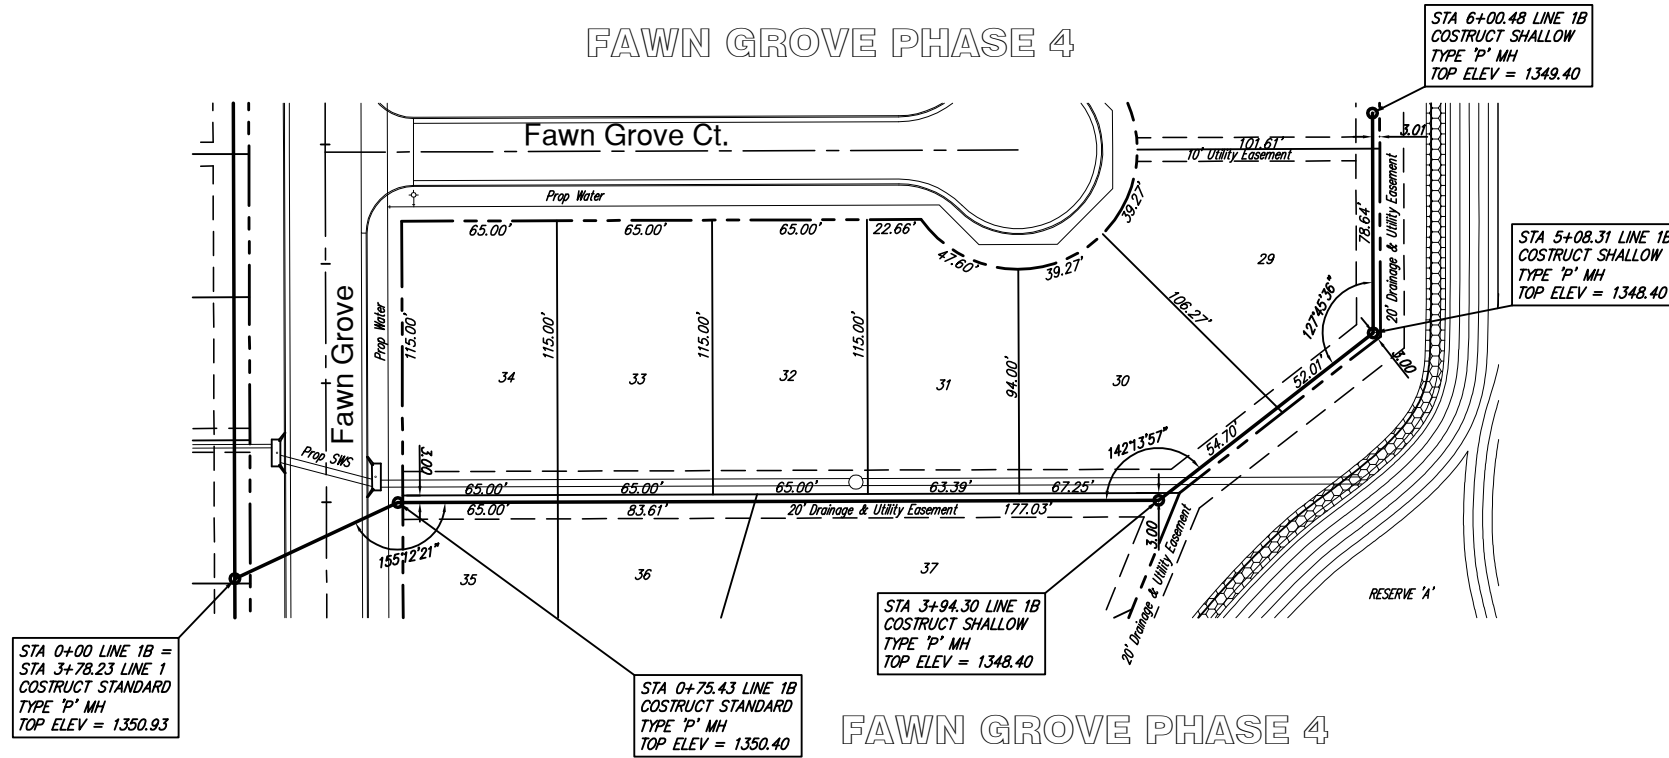 FAWN GROVE PHASE 4
STA 6+00.48 LINE 1B
COSTRUCT SHALLOW
TYPE 'P' MH
TOP ELEV = 1349.40
Fawn Grove Ct.
3.01
101.61'
10' Utility Easement
Prop Water
39.27'
78.64'
20' Drainage & Utility Easement
65.00'
65.00'
65.00'
22.66'
47.60'
39.27'
29
STA 5+08.31 LINE 1B
COSTRUCT SHALLOW
TYPE 'P' MH
TOP ELEV = 1348.40
Fawn Grove
Prop Water
115.00'
115.00'
115.00'
115.00'
106.27'
127°45'36"
3.00
52.01'
94.00'
34
33
32
31
30
54.70'
142°13'57"
Prop SWS
3.00
65.00'
65.00'
65.00'
63.39'
67.25'
65.00'
83.61'
20' Drainage & Utility Easement
177.03'
3.00
155°12'21"
35
36
37
20' Drainage & Utility Easement
RESERVE 'A'
STA 3+94.30 LINE 1B
COSTRUCT SHALLOW
TYPE 'P' MH
TOP ELEV = 1348.40
STA 0+00 LINE 1B =
STA 3+78.23 LINE 1
COSTRUCT STANDARD
TYPE 'P' MH
TOP ELEV = 1350.93
STA 0+75.43 LINE 1B
COSTRUCT STANDARD
TYPE 'P' MH
TOP ELEV = 1350.40
FAWN GROVE PHASE 4